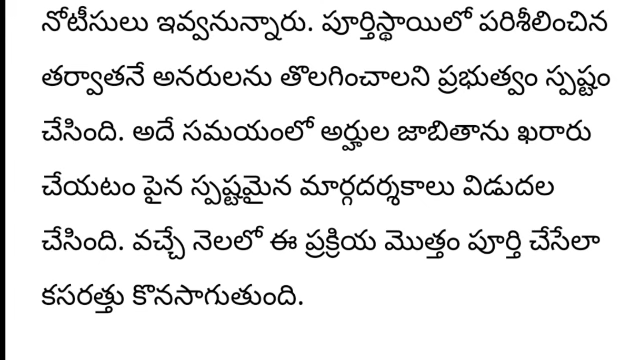 నోటీసులు ఇవ్వనున్నారు. పూర్తిస్థాయిలో పరిశీలించిన
తర్వాతనే అనరులను తొలగించాలని ప్రభుత్వం స్పష్టం
చేసింది. అదే సమయంలో అర్హుల జాబితాను ఖరారు
చేయటం పైన స్పష్టమైన మార్గదర్శకాలు విడుదల
చేసింది. వచ్చే నెలలో ఈ ప్రక్రియ మొత్తం పూర్తి చేసేలా
కసరత్తు కొనసాగుతుంది.